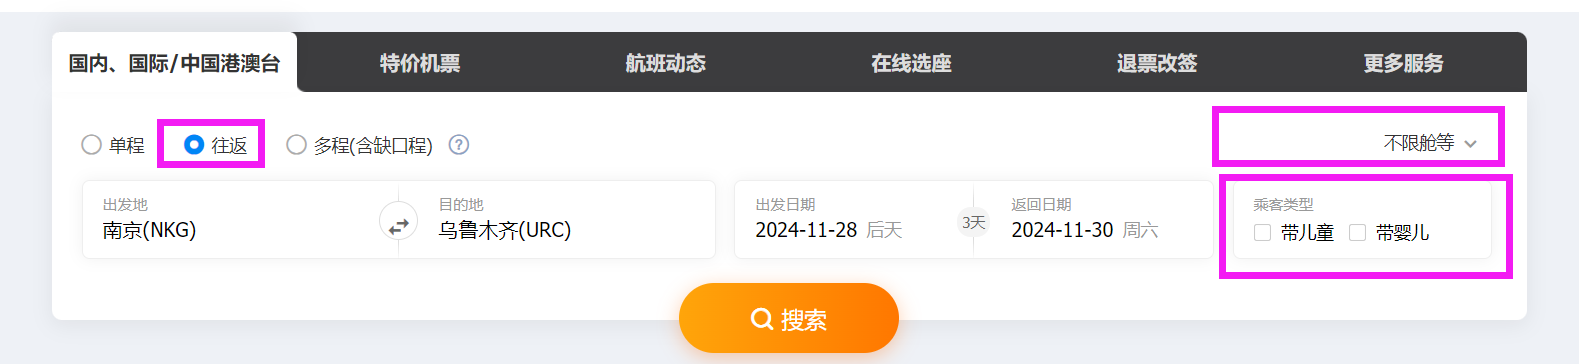 国内、国际/中国港澳台 特价机票 航班动态 在线选座 退票改签 更多服务
单程 往返 多程(含缺口程) ? 不限舱等
出发地 目的地 出发日期 返回日期 乘客类型
南京(NKG) 乌鲁木齐(URC) 2024-11-28 后天 3天 2024-11-30 周六 带儿童 带婴儿
搜索